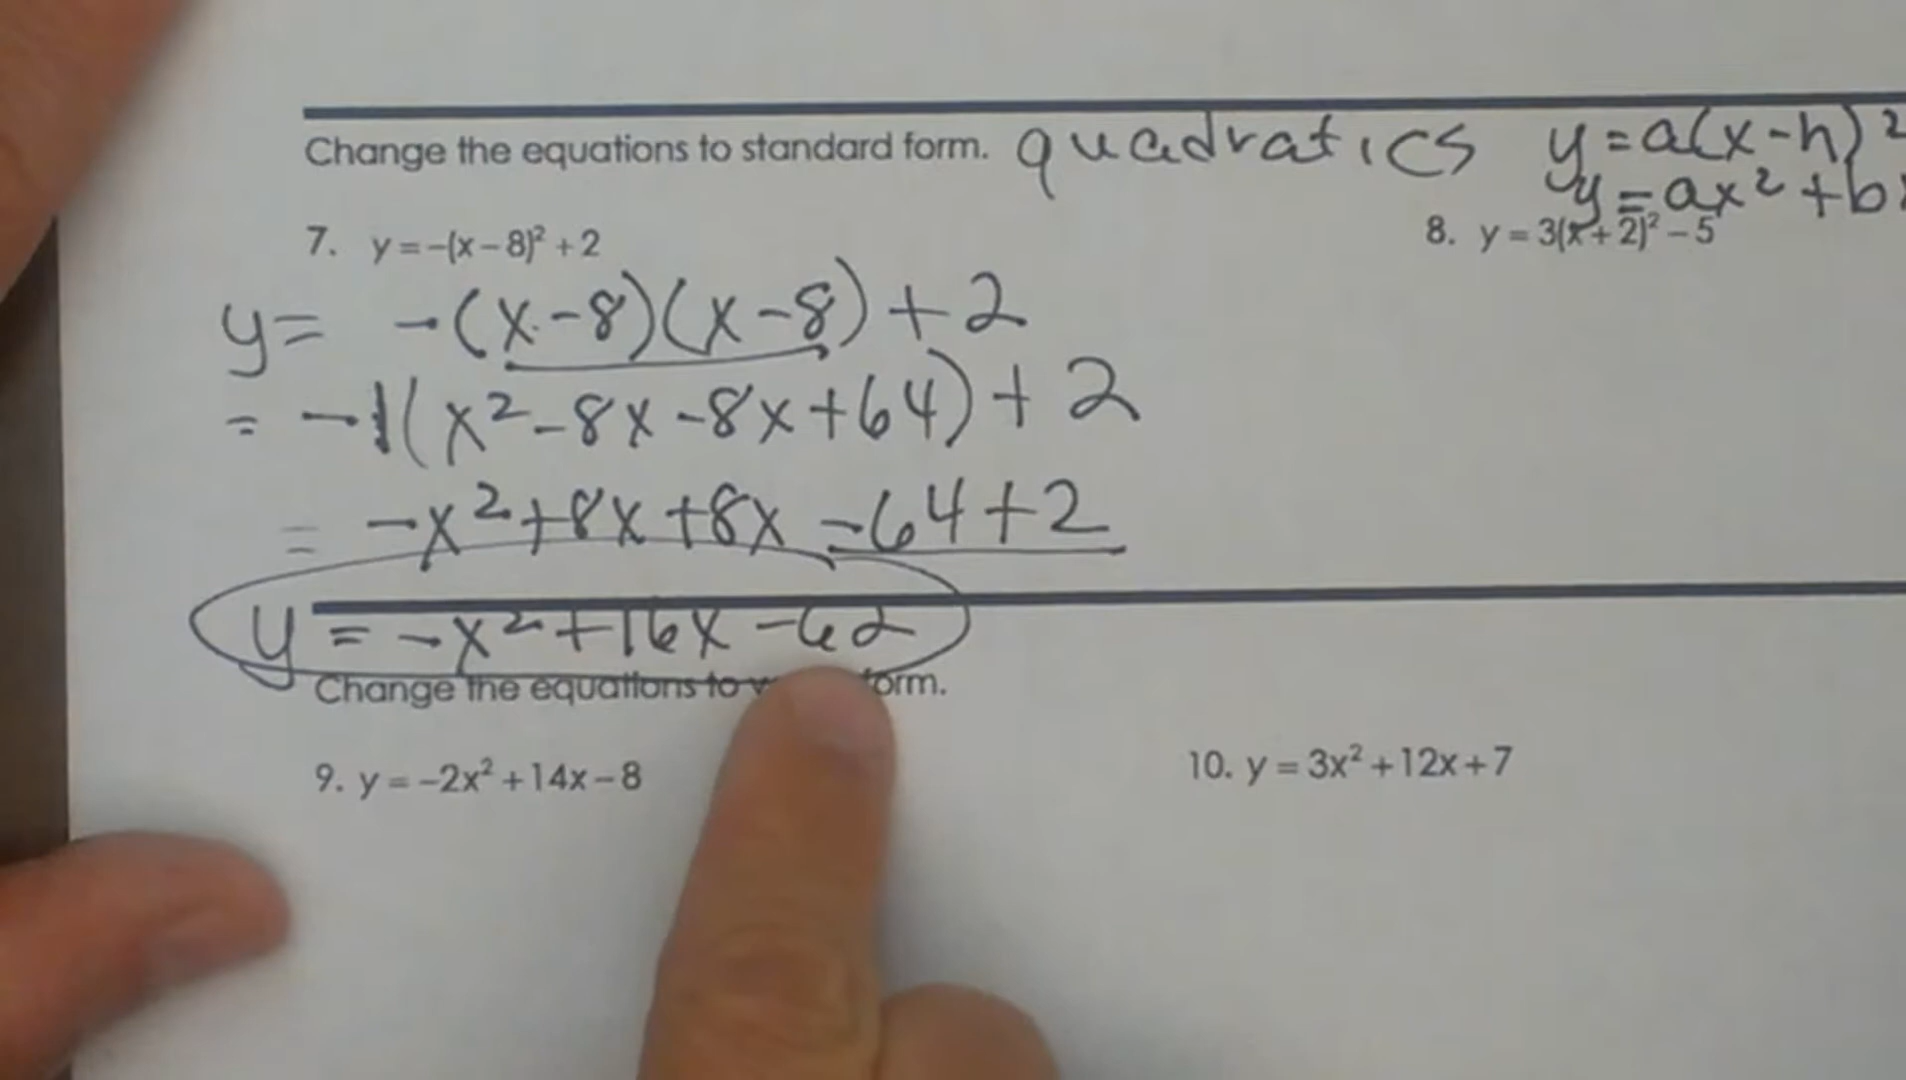 Change the equations to standard form. quadratics y=a(x-h)²
y=ax²+b
7. y = -(x - 8)² + 2
8. y = 3(x + 2)² - 5
y= -(x-8)(x-8)+2
= -1(x²-8x-8x+64)+2
= -x²+8x+8x-64+2
y = -x²+16x-62
Change the equations to form.
9. y = -2x² + 14x - 8
10. y = 3x² + 12x + 7